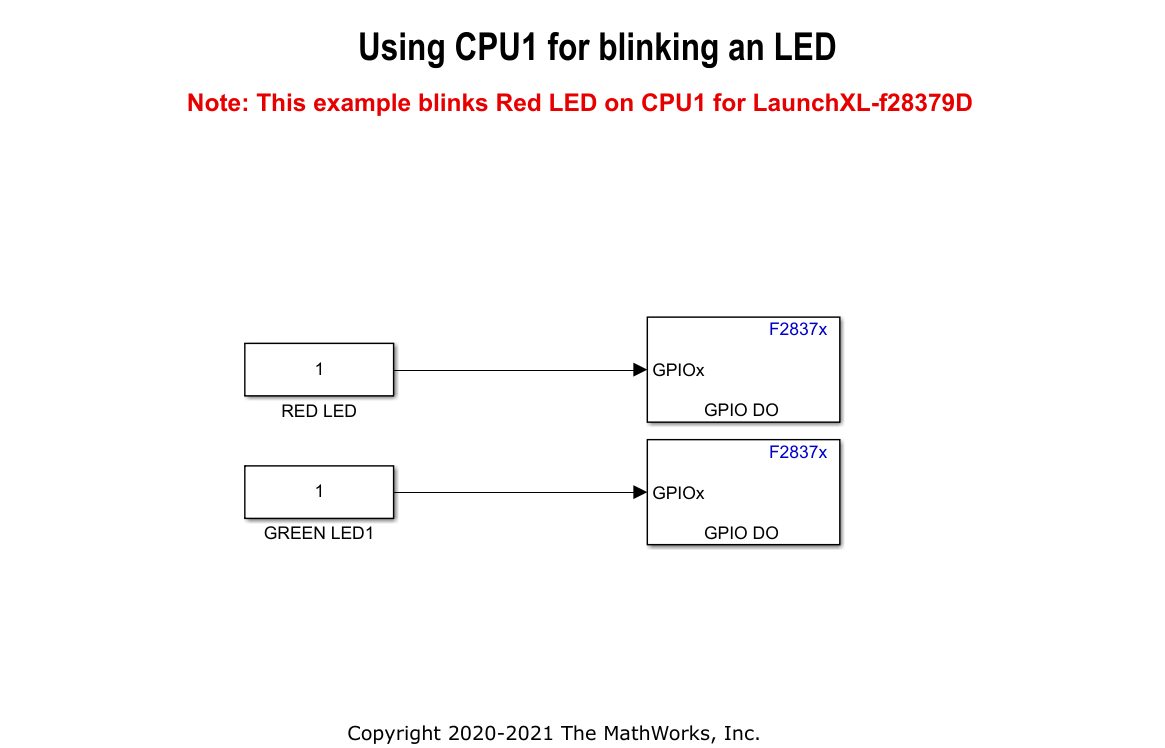 Using CPU1 for blinking an LED
Note: This example blinks Red LED on CPU1 for LaunchXL-f28379D
F2837x
1
GPIOx
RED LED
GPIO DO
F2837x
1
GPIOx
GREEN LED1
GPIO DO
Copyright 2020-2021 The MathWorks, Inc.